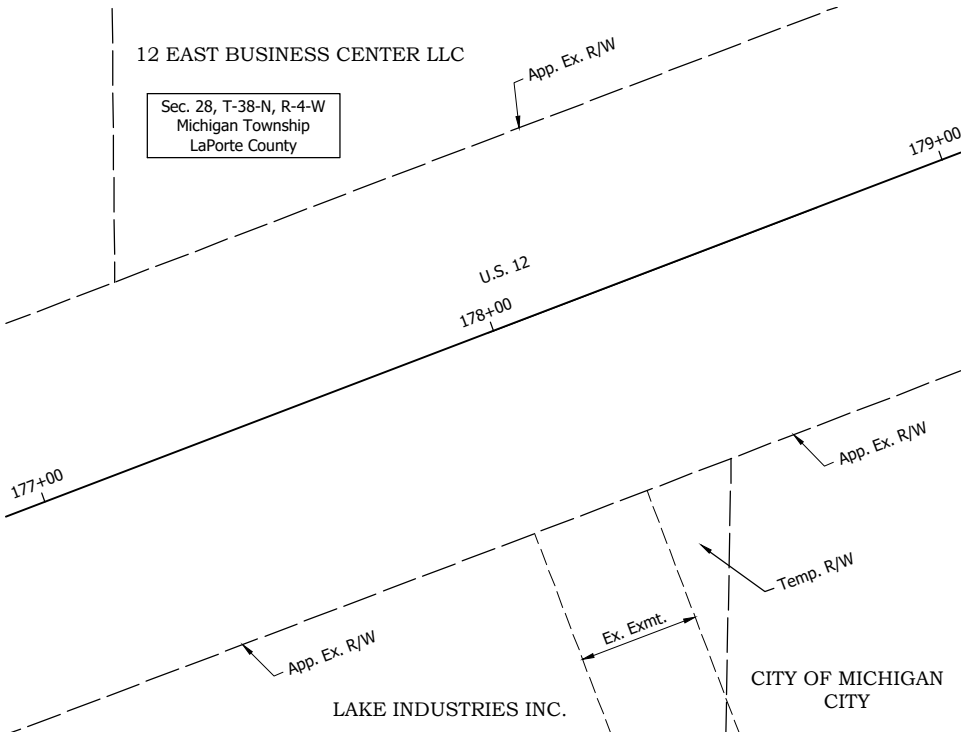 12 EAST BUSINESS CENTER LLC
App. Ex. R/W
Sec. 28, T-38-N, R-4-W
Michigan Township
LaPorte County
179+00
U.S. 12
178+00
177+00
App. Ex. R/W
Temp. R/W
Ex. Exmt.
App. Ex. R/W
LAKE INDUSTRIES INC.
CITY OF MICHIGAN
CITY